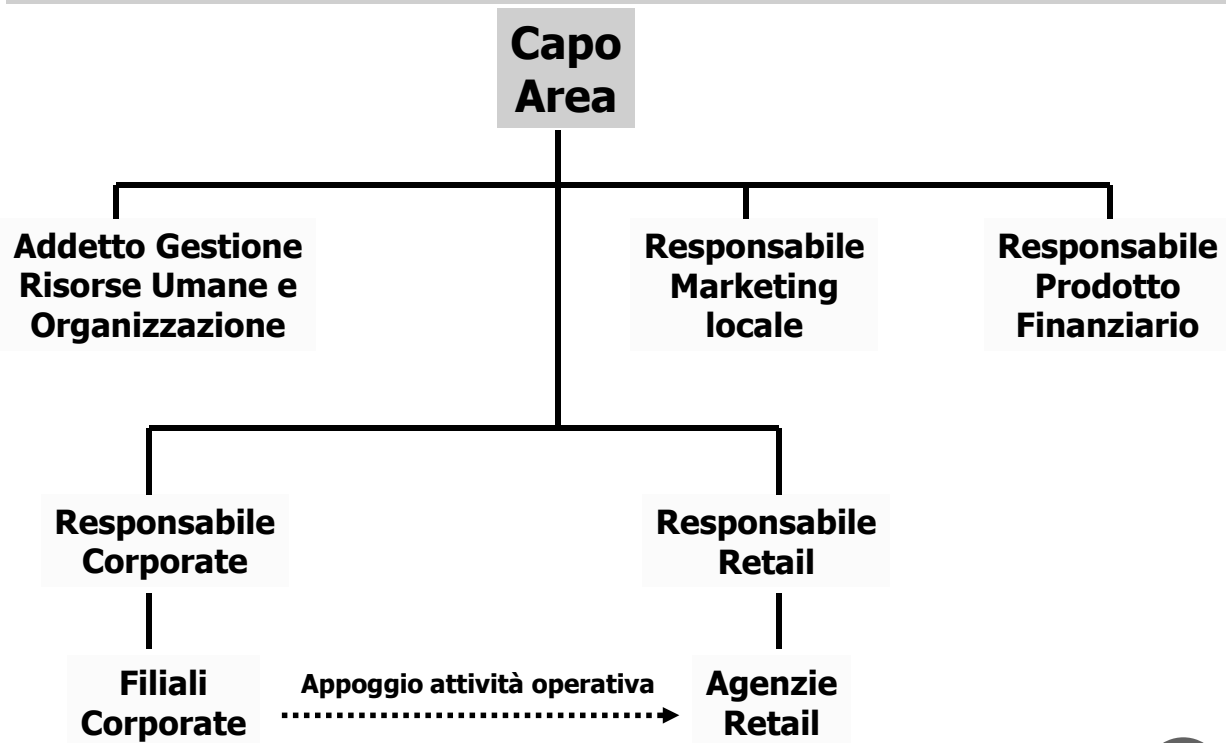 Capo
Area
Addetto Gestione
Risorse Umane e
Organizzazione
Responsabile
Marketing
locale
Responsabile
Prodotto
Finanziario
Responsabile
Corporate
Responsabile
Retail
Filiali
Corporate
Appoggio attività operativa
Agenzie
Retail